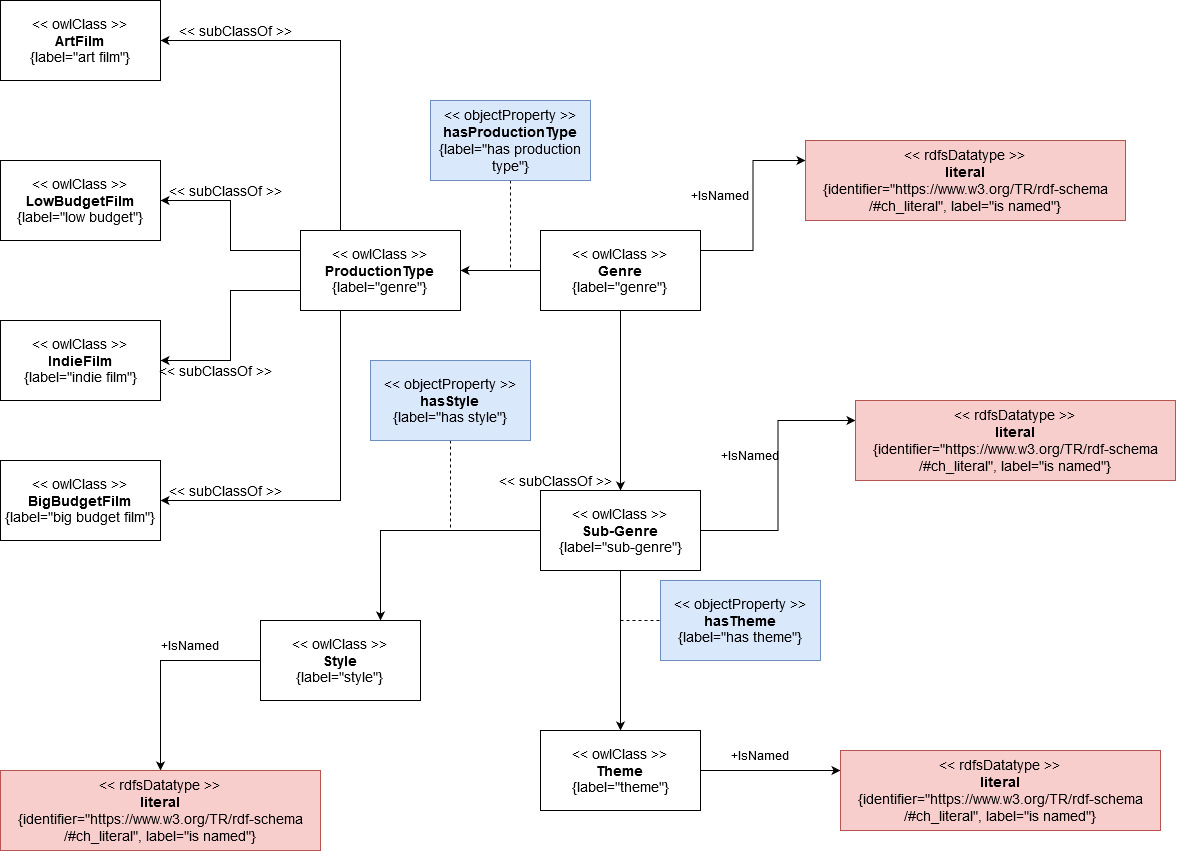 << owlClass >>
ArtFilm
{label="art film"}
<< subClassOf >>
<< objectProperty >>
hasProductionType
{label="has production
type"}
<< rdfsDatatype >>
literal
{identifier="https://www.w3.org/TR/rdf-schema
/#ch_literal", label="is named"}
+IsNamed
<< owlClass >>
LowBudgetFilm
{label="low budget"}
<< subClassOf >>
<< owlClass >>
ProductionType
{label="genre"}
<< owlClass >>
Genre
{label="genre"}
<< owlClass >>
IndieFilm
{label="indie film"}
<< subClassOf >>
<< objectProperty >>
hasStyle
{label="has style"}
<< rdfsDatatype >>
literal
{identifier="https://www.w3.org/TR/rdf-schema
/#ch_literal", label="is named"}
+IsNamed
<< owlClass >>
BigBudgetFilm
{label="big budget film"}
<< subClassOf >>
<< subClassOf >>
<< owlClass >>
Sub-Genre
{label="sub-genre"}
<< objectProperty >>
hasTheme
{label="has theme"}
+IsNamed
<< owlClass >>
Style
{label="style"}
<< owlClass >>
Theme
{label="theme"}
+IsNamed
<< rdfsDatatype >>
literal
{identifier="https://www.w3.org/TR/rdf-schema
/#ch_literal", label="is named"}
<< rdfsDatatype >>
literal
{identifier="https://www.w3.org/TR/rdf-schema
/#ch_literal", label="is named"}